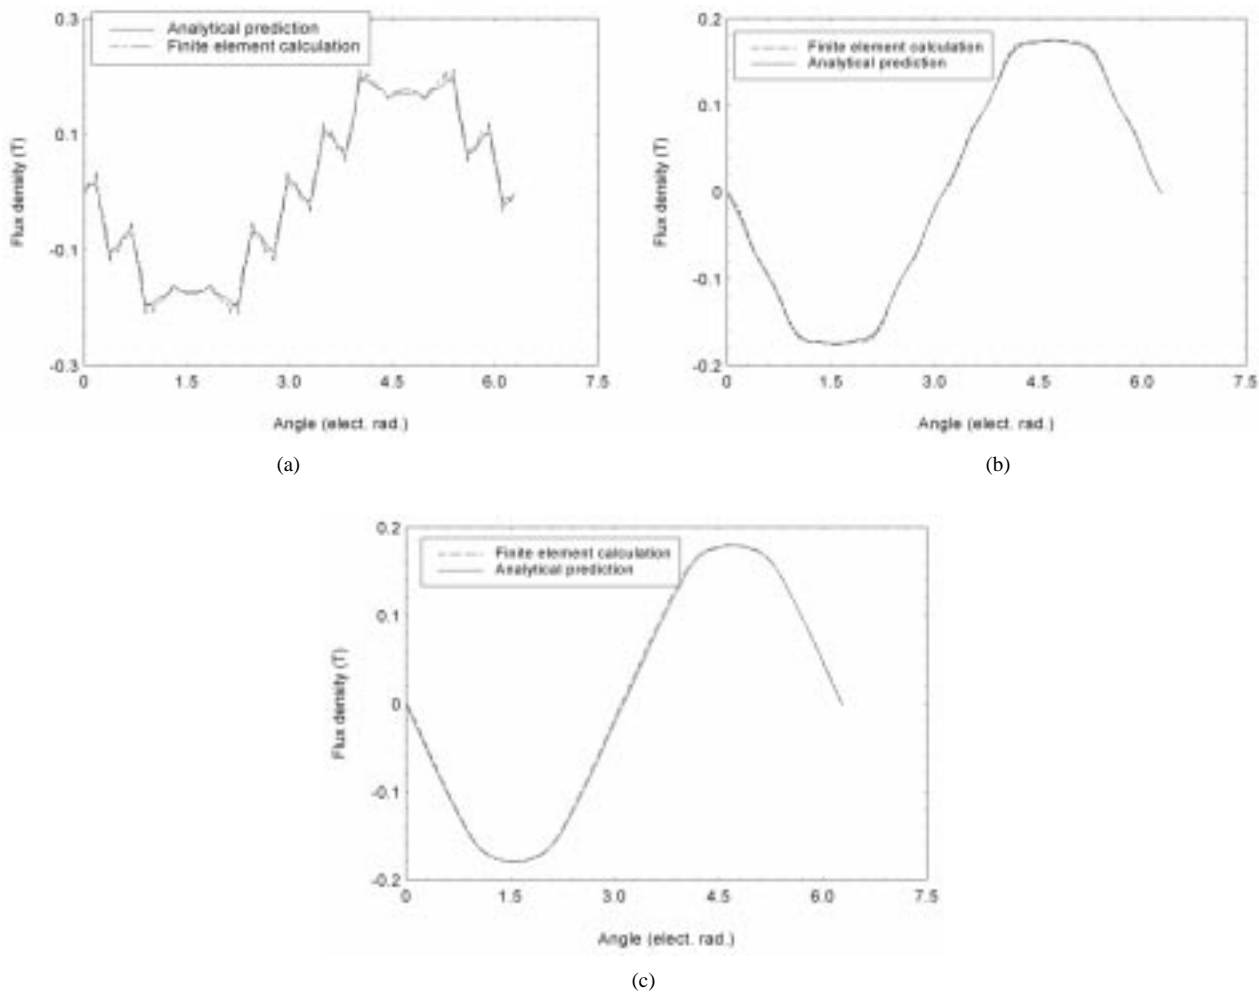 0.3
0.1
-0.1
-0.3
Flux density (T)
Analytical prediction
Finite element calculation
0 1.5 3.0 4.5 6.0 7.5
Angle (elect. rad.)
(a)
0.2
0.1
0
-0.1
-0.2
Flux density (T)
Finite element calculation
Analytical prediction
0 1.5 3.0 4.5 6.0 7.5
Angle (elect. rad.)
(b)
0.2
0.1
0
-0.1
-0.2
Flux density (T)
Finite element calculation
Analytical prediction
0 1.5 3.0 4.5 6.0 7.5
Angle (elect. rad.)
(c)